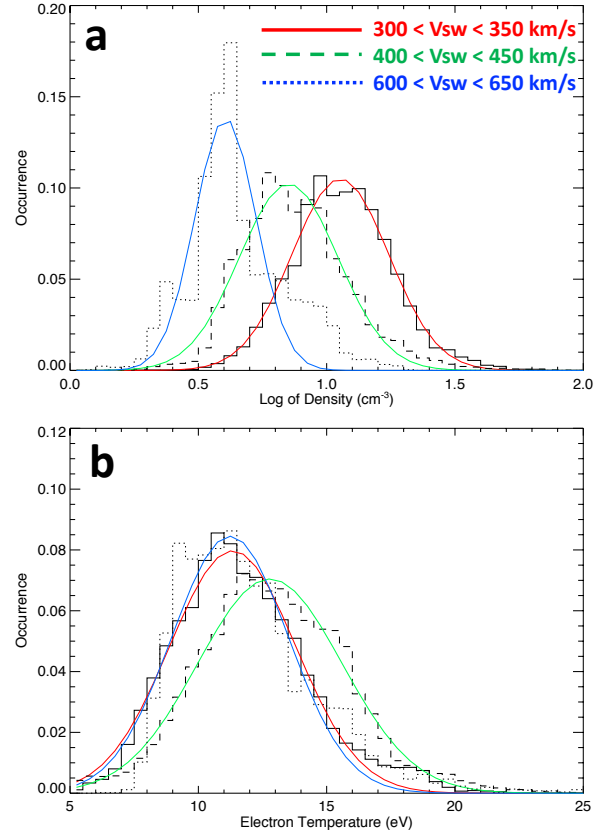 a
300 < Vsw < 350 km/s
400 < Vsw < 450 km/s
600 < Vsw < 650 km/s
0.20
0.15
0.10
0.05
0.00
Occurrence
0.0 0.5 1.0 1.5 2.0
Log of Density (cm⁻³)
b
0.12
0.10
0.08
0.06
0.04
0.02
0.00
Occurrence
5 10 15 20 25
Electron Temperature (eV)